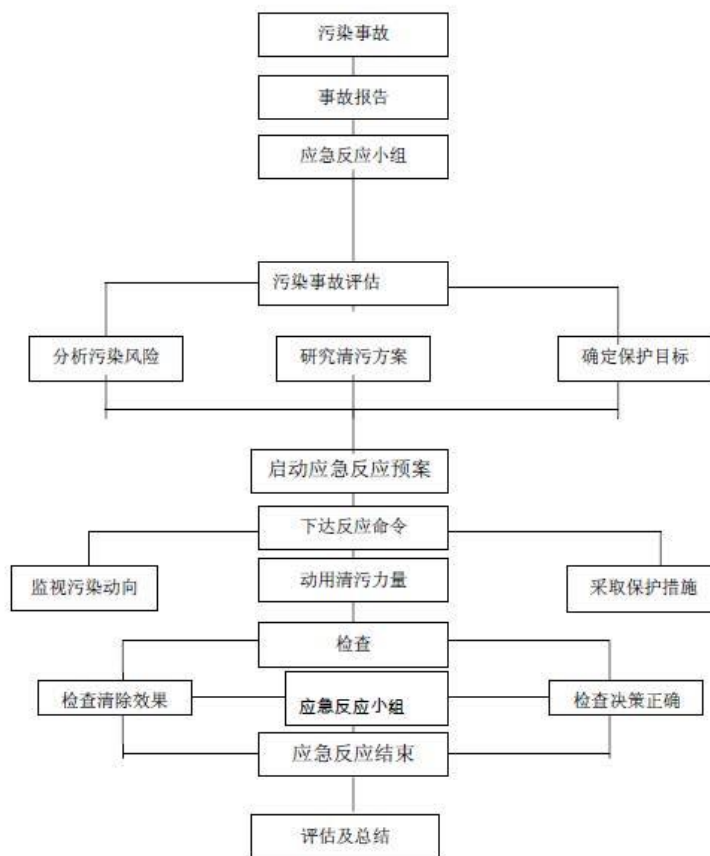 污染事故
事故报告
应急反应小组
污染事故评估
分析污染风险
研究清污方案
确定保护目标
启动应急反应预案
下达反应命令
监视污染动向
动用清污力量
采取保护措施
检查
检查清除效果
应急反应小组
检查决策正确
应急反应结束
评估及总结